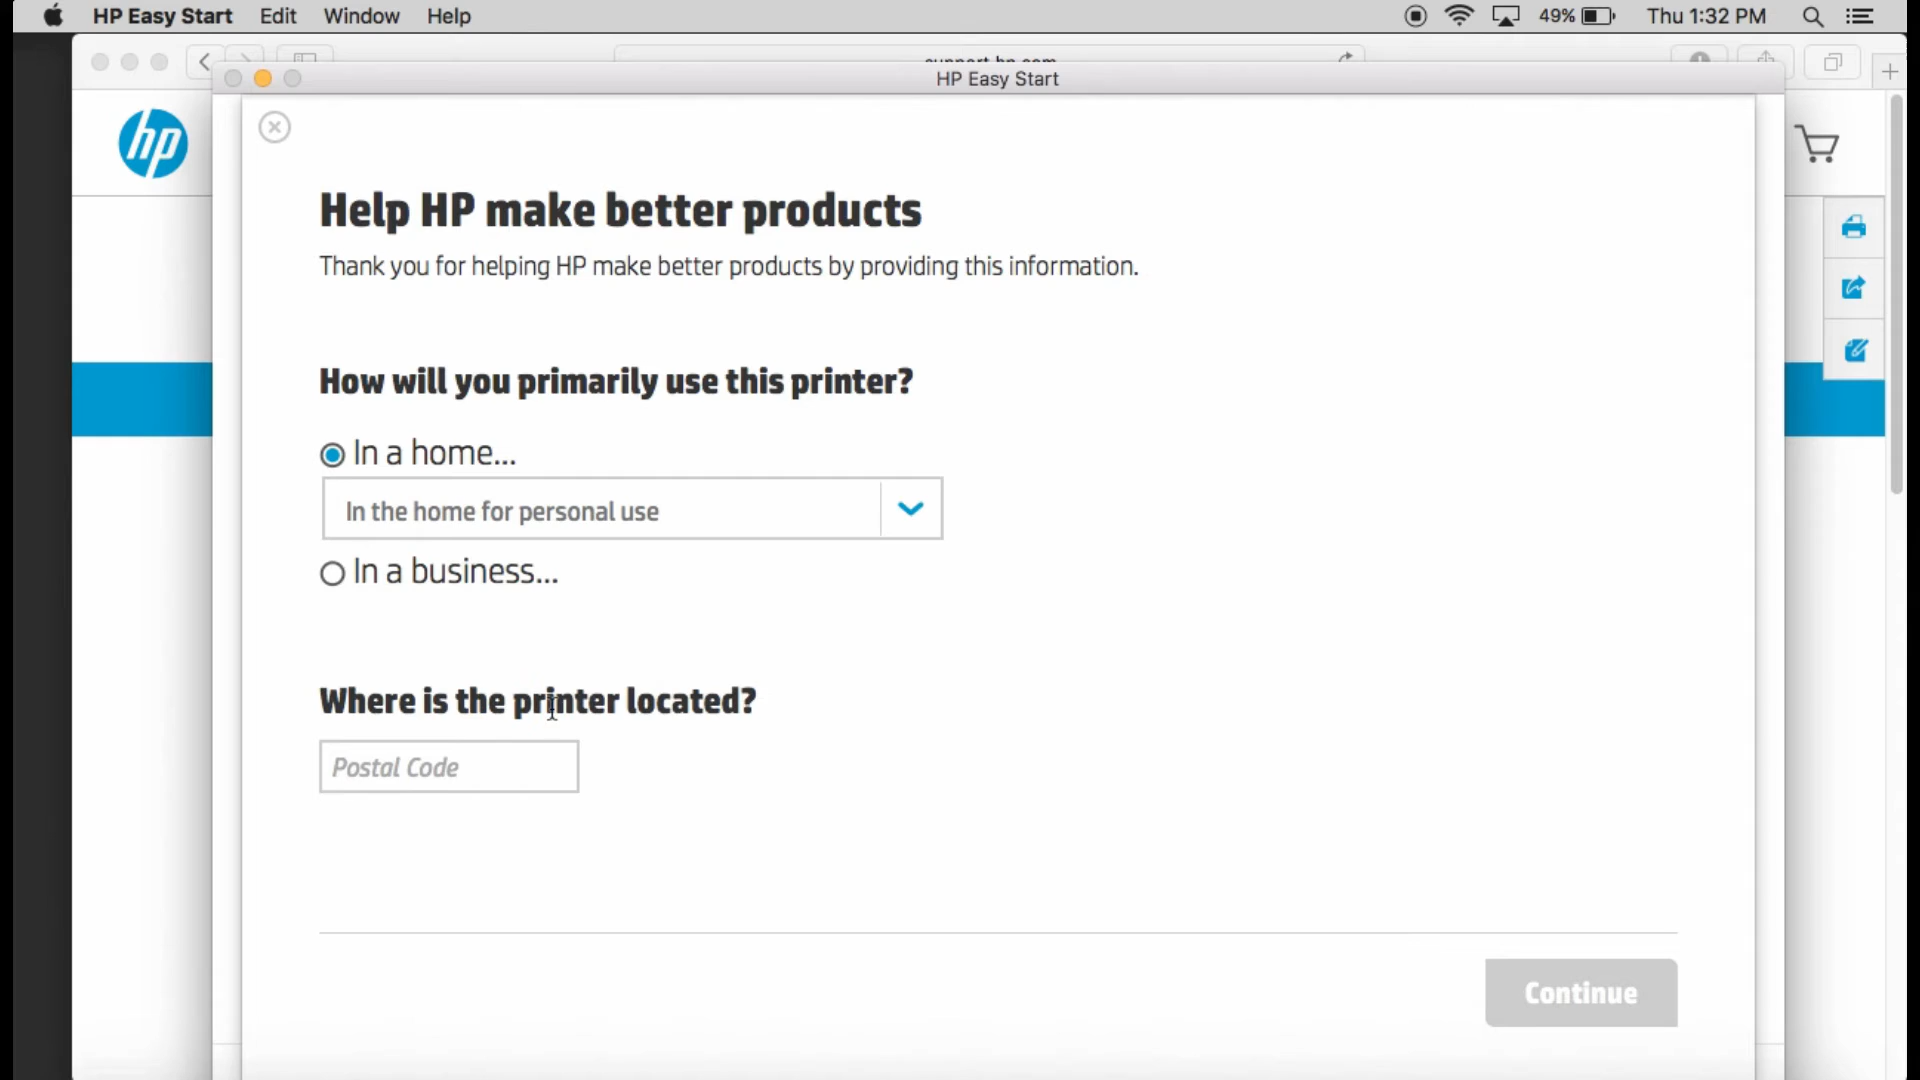 HP Easy Start Edit Window Help 49% Thu 1:32 PM
HP Easy Start
hp
Help HP make better products
Thank you for helping HP make better products by providing this information.
How will you primarily use this printer?
In a home...
In the home for personal use
In a business...
Where is the printer located?
Postal Code
Continue